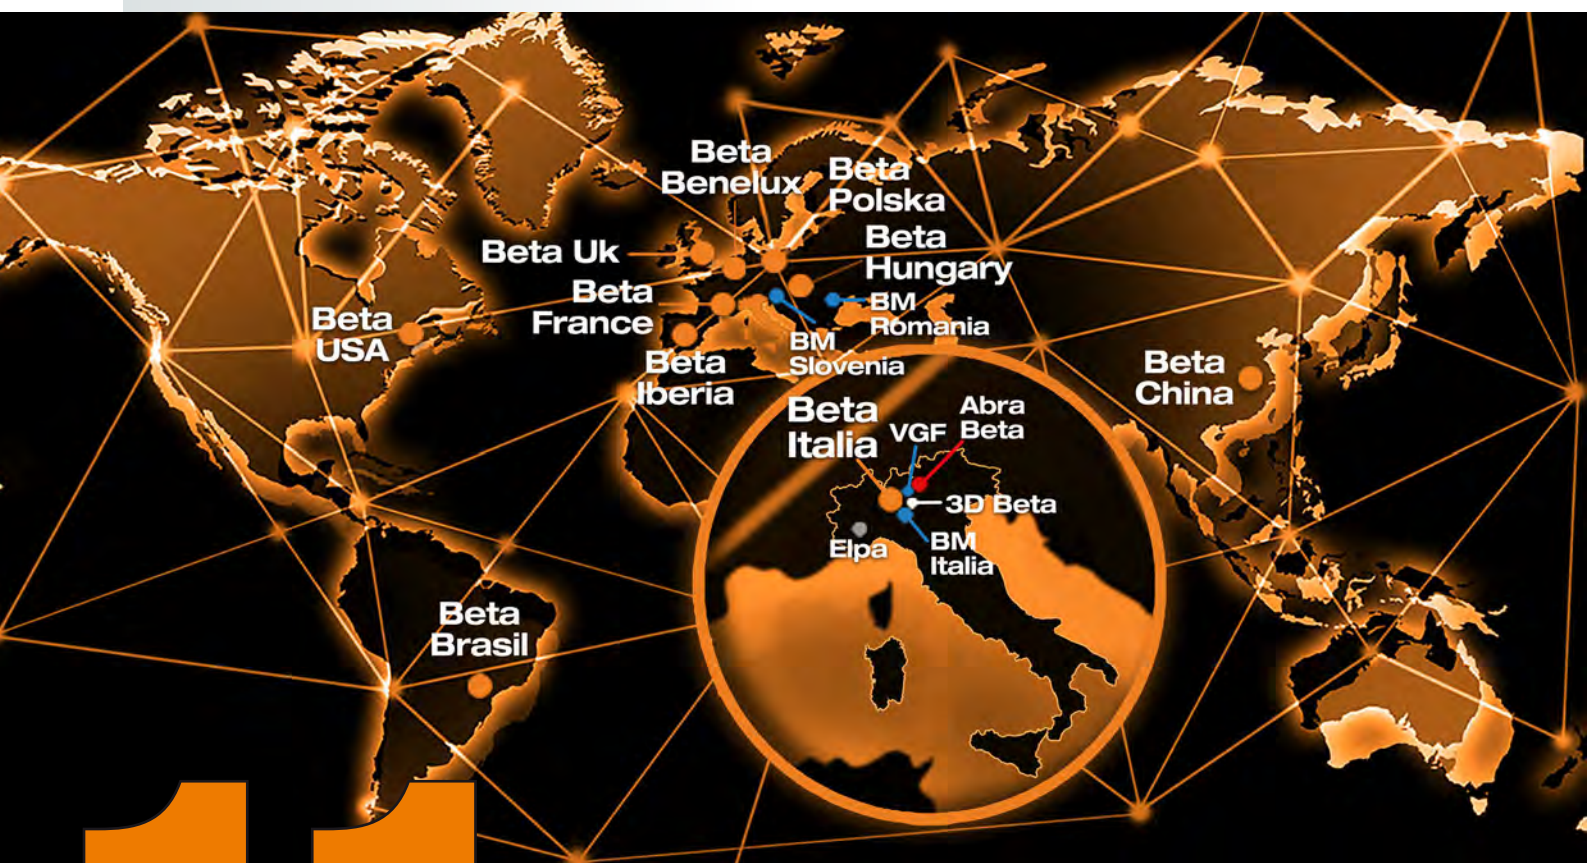 Beta
Benelux
Beta
Polska
Beta Uk
Beta
Hungary
Beta
France
BM
Romania
Beta
USA
BM
Slovenia
Beta
Iberia
Beta
China
Beta
Italia
VGF
Abra
Beta
3D Beta
Elpa
BM
Italia
Beta
Brasil
11